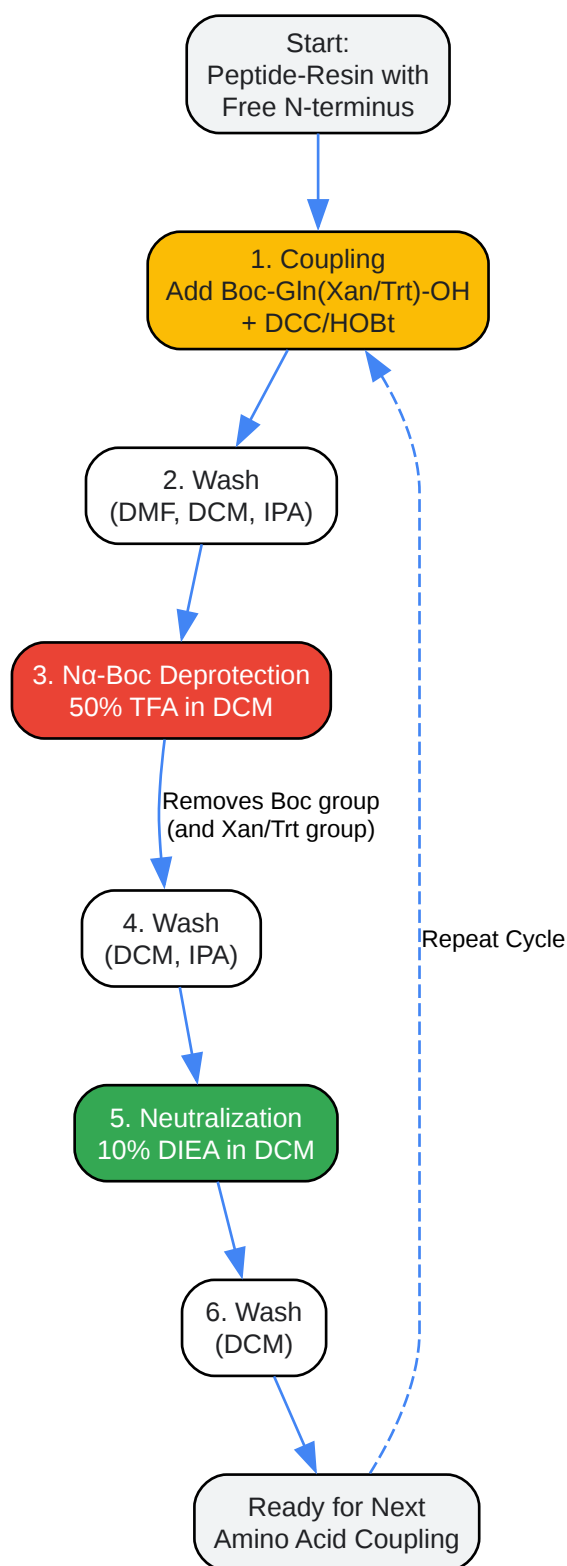 Start:
Peptide-Resin with
Free N-terminus
1. Coupling
Add Boc-Gln(Xan/Trt)-OH
+ DCC/HOBt
2. Wash
(DMF, DCM, IPA)
3. Nα-Boc Deprotection
50% TFA in DCM
Removes Boc group
(and Xan/Trt group)
4. Wash
(DCM, IPA)
Repeat Cycle
5. Neutralization
10% DIEA in DCM
6. Wash
(DCM)
Ready for Next
Amino Acid Coupling